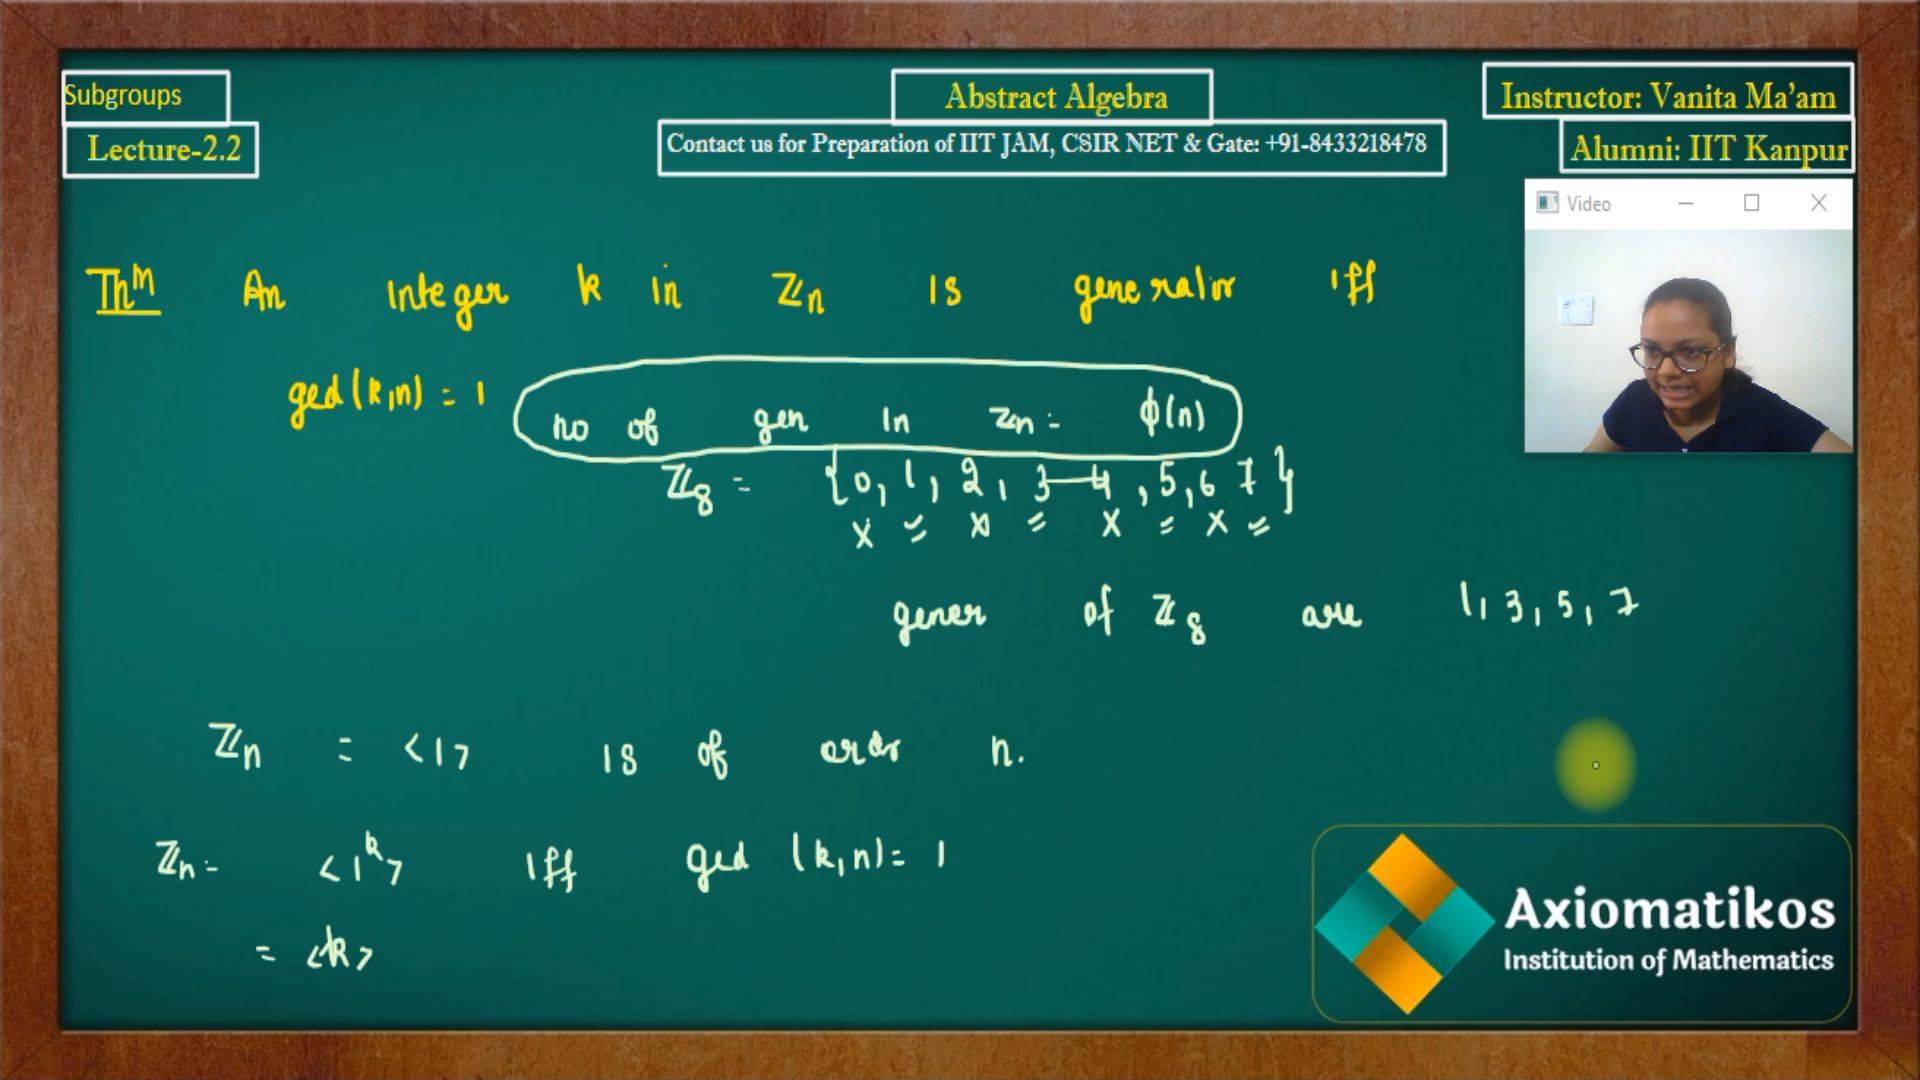 Subgroups
Lecture-2.2
Abstract Algebra
Contact us for Preparation of IIT JAM, CSIR NET & Gate: +91-8433218478
Instructor: Vanita Ma'am
Alumni: IIT Kanpur
Video
Thm An integer k in ℤn is generator iff
gcd(k,n) = 1
no of gen in ℤn = ϕ(n)
ℤ8 = {0, 1, 2, 3—4, 5, 6 7}
x = x = x = x =
gener of ℤ8 are 1, 3, 5, 7
ℤn = <1> is of order n.
ℤn = <1^k> iff gcd (k,n) = 1
= <k>
Axiomatikos
Institution of Mathematics